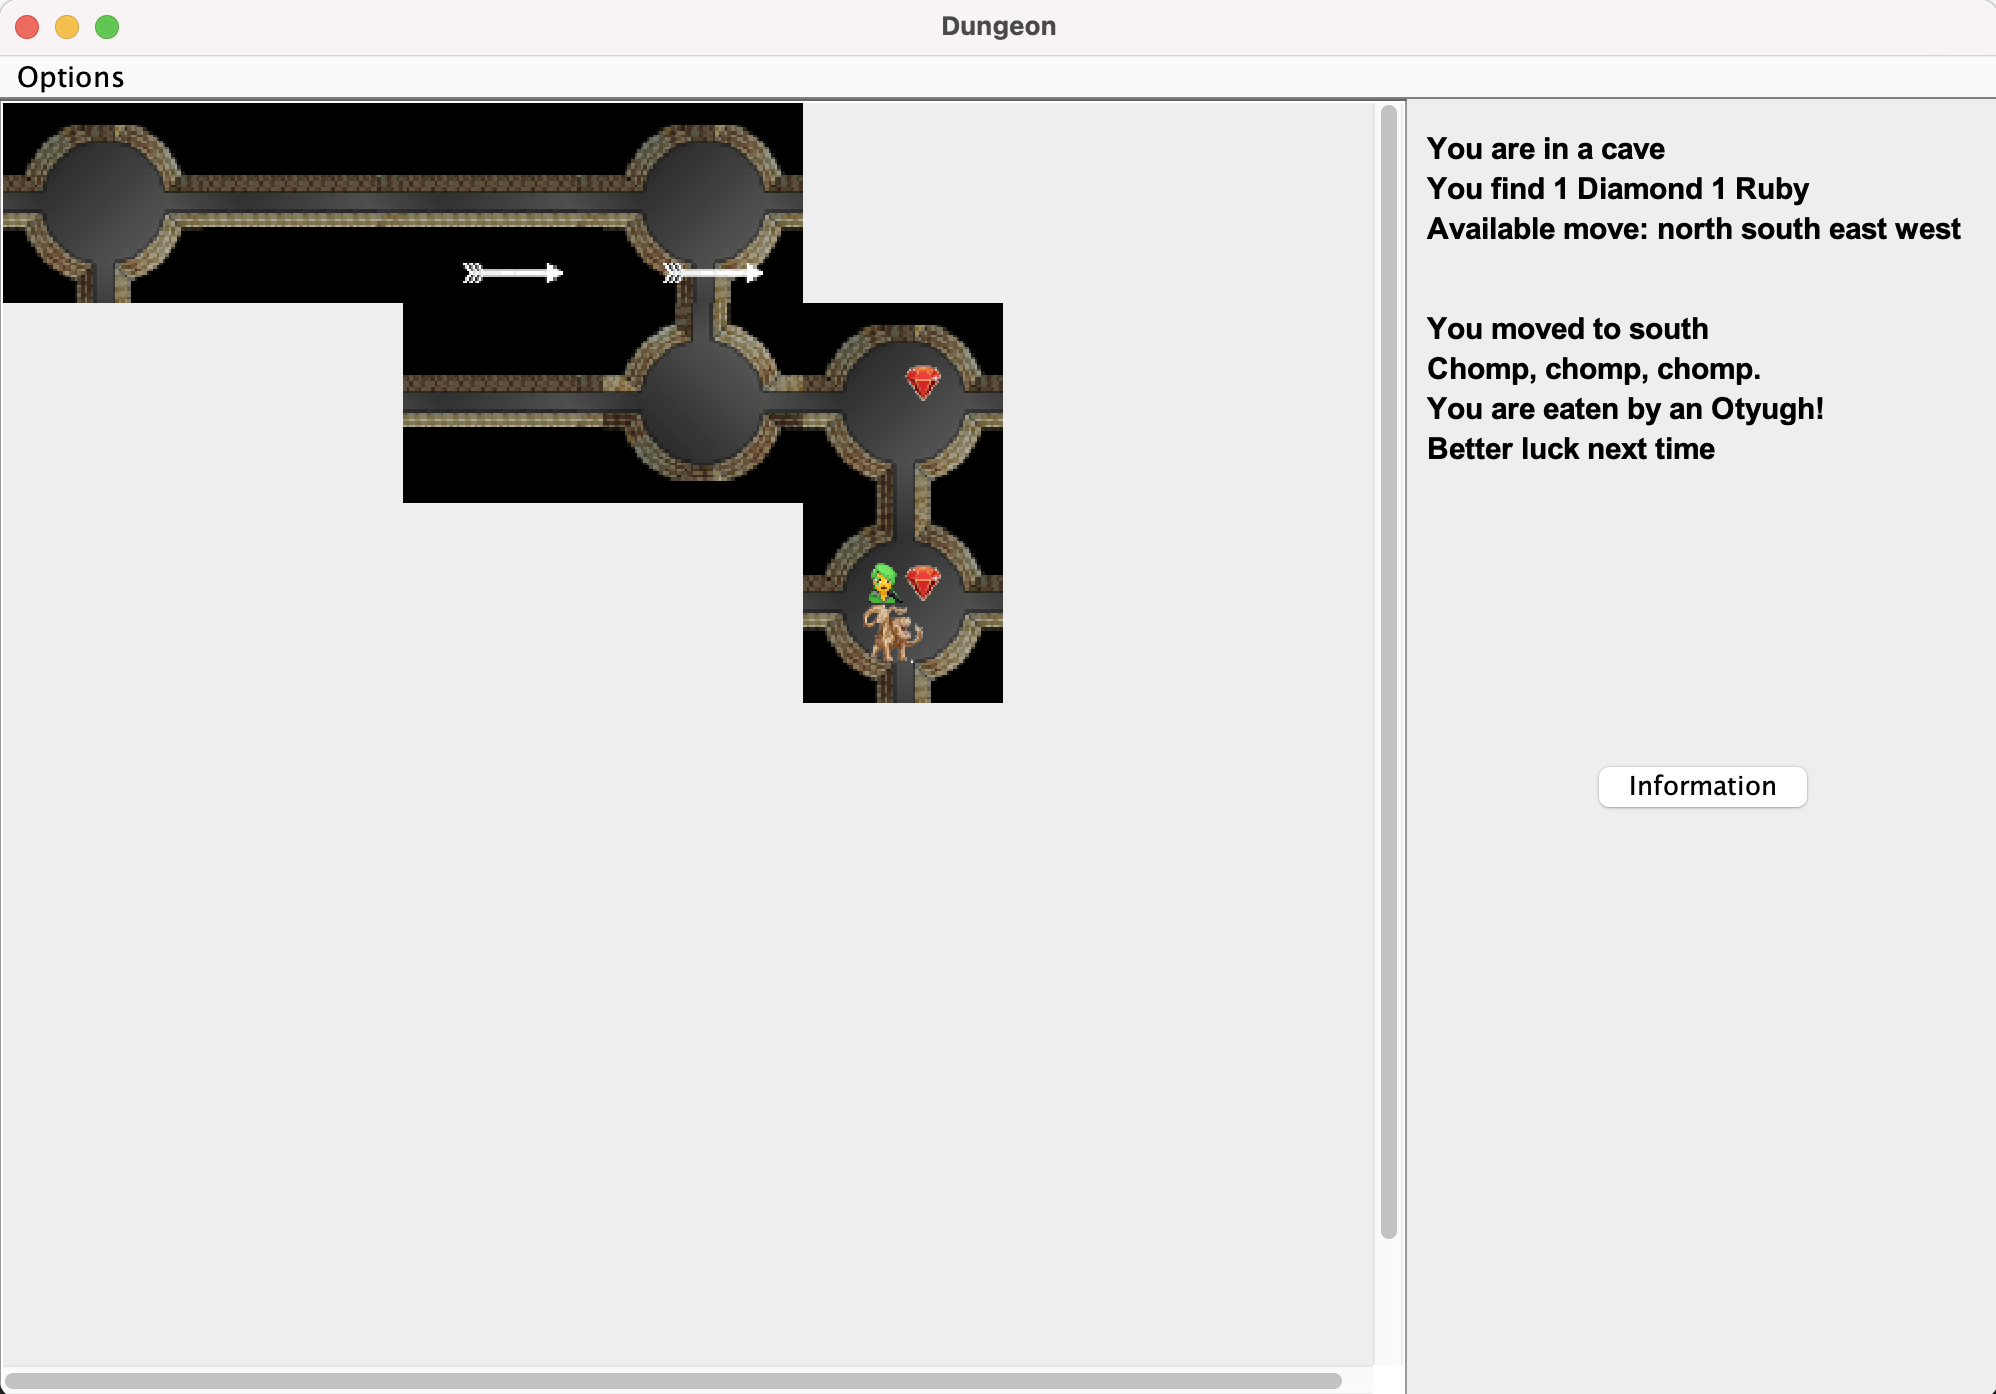 Dungeon
Options
You are in a cave
You find 1 Diamond 1 Ruby
Available move: north south east west
You moved to south
Chomp, chomp, chomp.
You are eaten by an Otyugh!
Better luck next time
Information